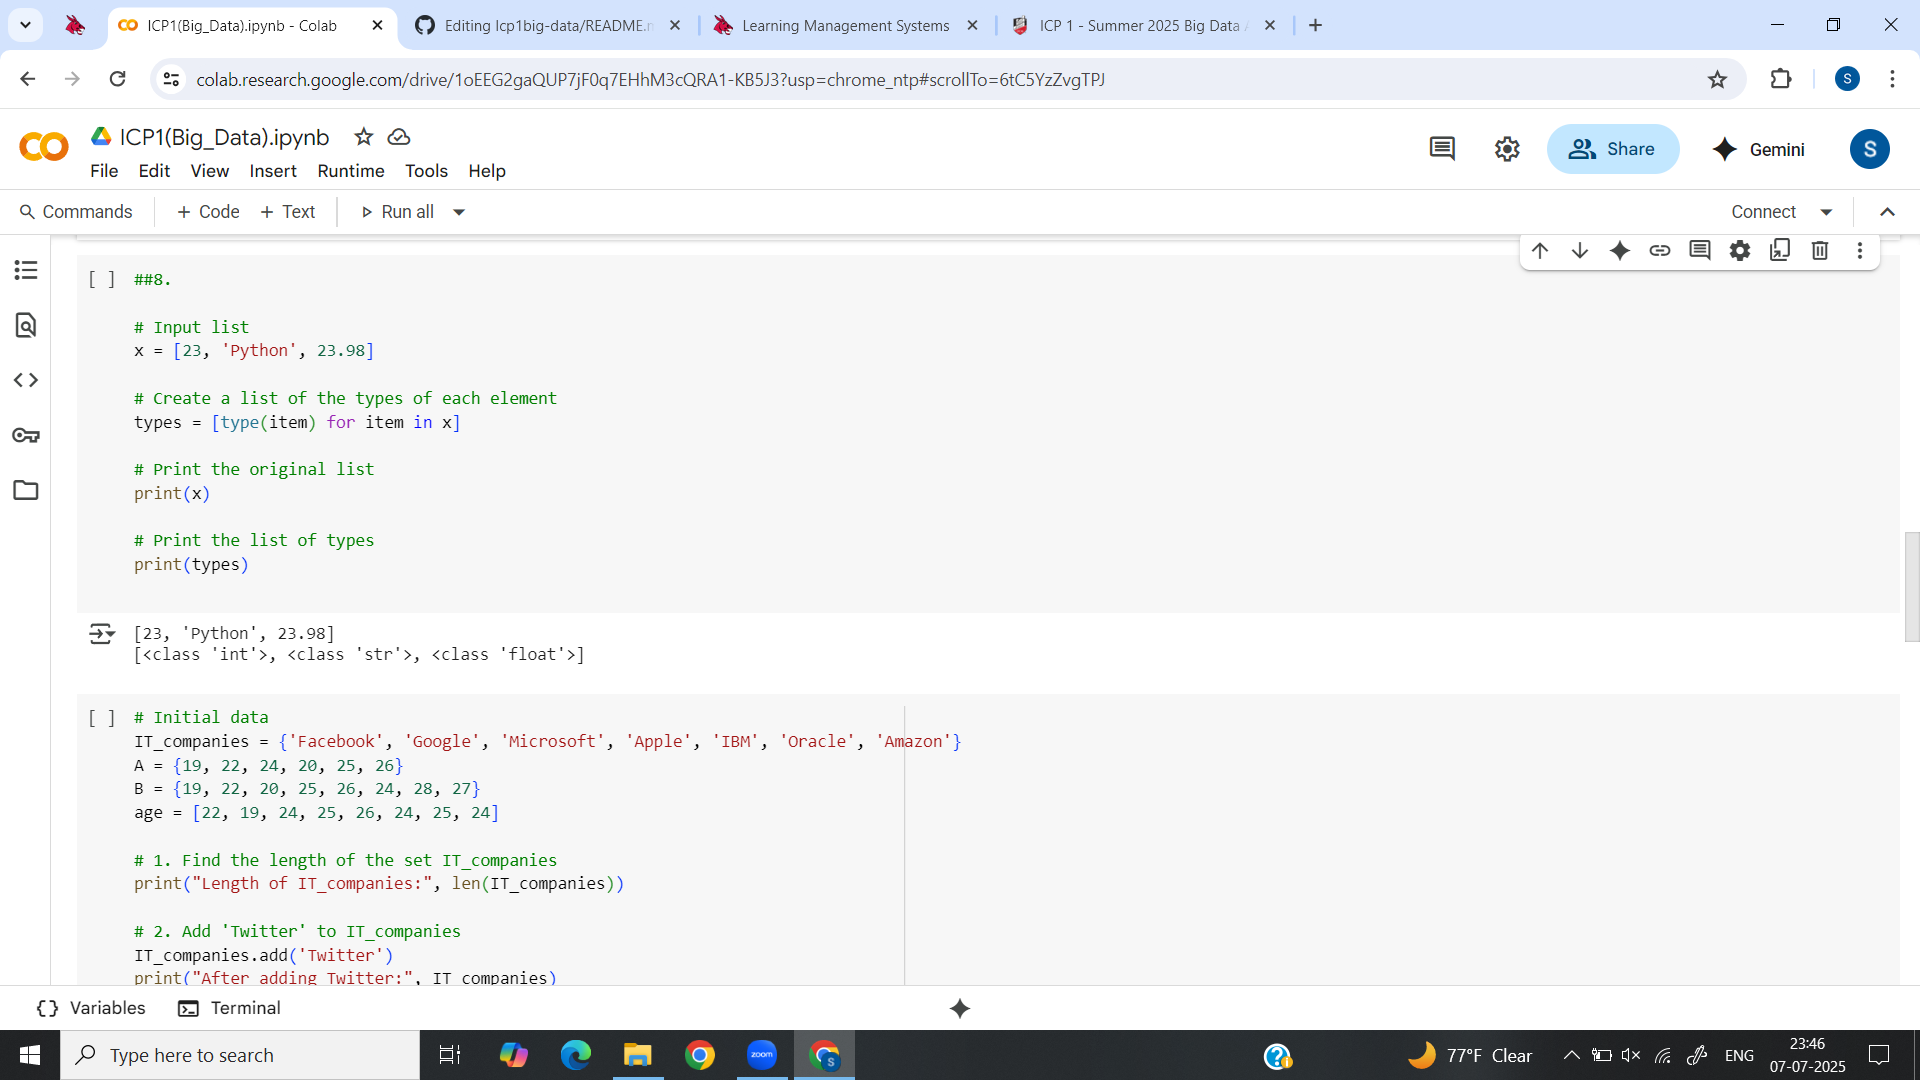 ICP1(Big_Data).ipynb - Colab
Editing Icp1big-data/README.m
Learning Management Systems
ICP 1 - Summer 2025 Big Data A
colab.research.google.com/drive/1oEEG2gaQUP7jF0q7EHhM3cQRA1-KB5J3?usp=chrome_ntp#scrollTo=6tC5YzZvgTPJ
S
ICP1(Big_Data).ipynb
Share
Gemini
S
File Edit View Insert Runtime Tools Help
Commands + Code + Text Run all
Connect
[ ] ##8.
# Input list
x = [23, 'Python', 23.98]
# Create a list of the types of each element
types = [type(item) for item in x]
# Print the original list
print(x)
# Print the list of types
print(types)
[23, 'Python', 23.98]
[<class 'int'>, <class 'str'>, <class 'float'>]
[ ] # Initial data
IT_companies = {'Facebook', 'Google', 'Microsoft', 'Apple', 'IBM', 'Oracle', 'Amazon'}
A = {19, 22, 24, 20, 25, 26}
B = {19, 22, 20, 25, 26, 24, 28, 27}
age = [22, 19, 24, 25, 26, 24, 25, 24]
# 1. Find the length of the set IT_companies
print("Length of IT_companies:", len(IT_companies))
# 2. Add 'Twitter' to IT_companies
IT_companies.add('Twitter')
print("After adding Twitter:", IT_companies)
{} Variables
Terminal
Type here to search
zoom
S
77°F Clear
ENG
23:46
07-07-2025